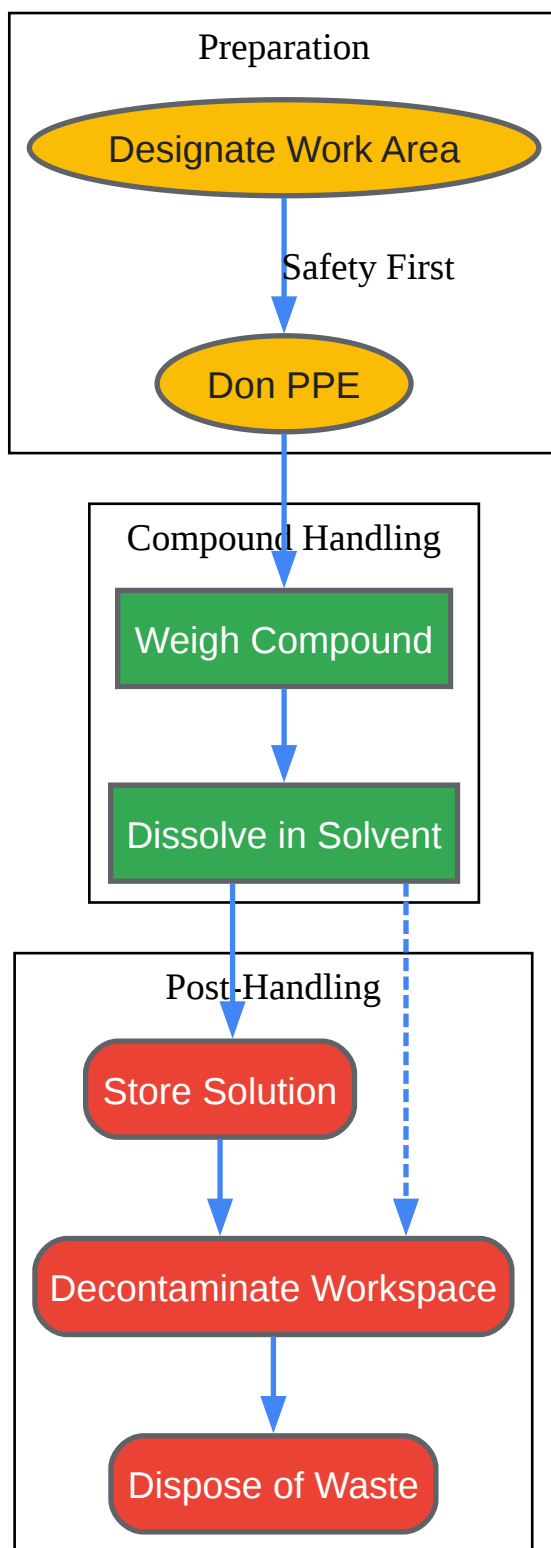 Preparation
Designate Work Area
Safety First
Don PPE
Compound Handling
Weigh Compound
Dissolve in Solvent
Post-Handling
Store Solution
Decontaminate Workspace
Dispose of Waste